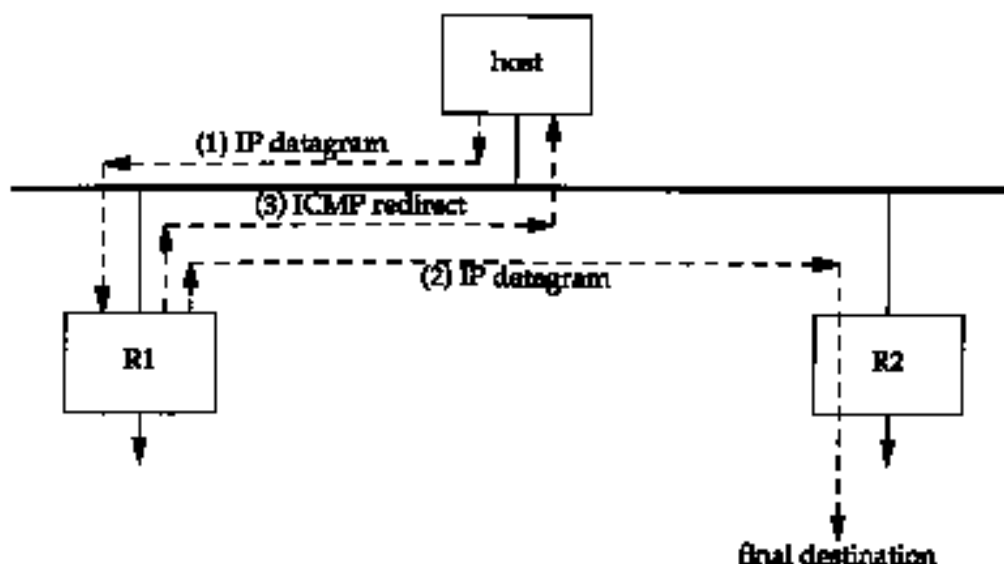 host
(1) IP datagram
(3) ICMP redirect
(2) IP datagram
R1
R2
final destination